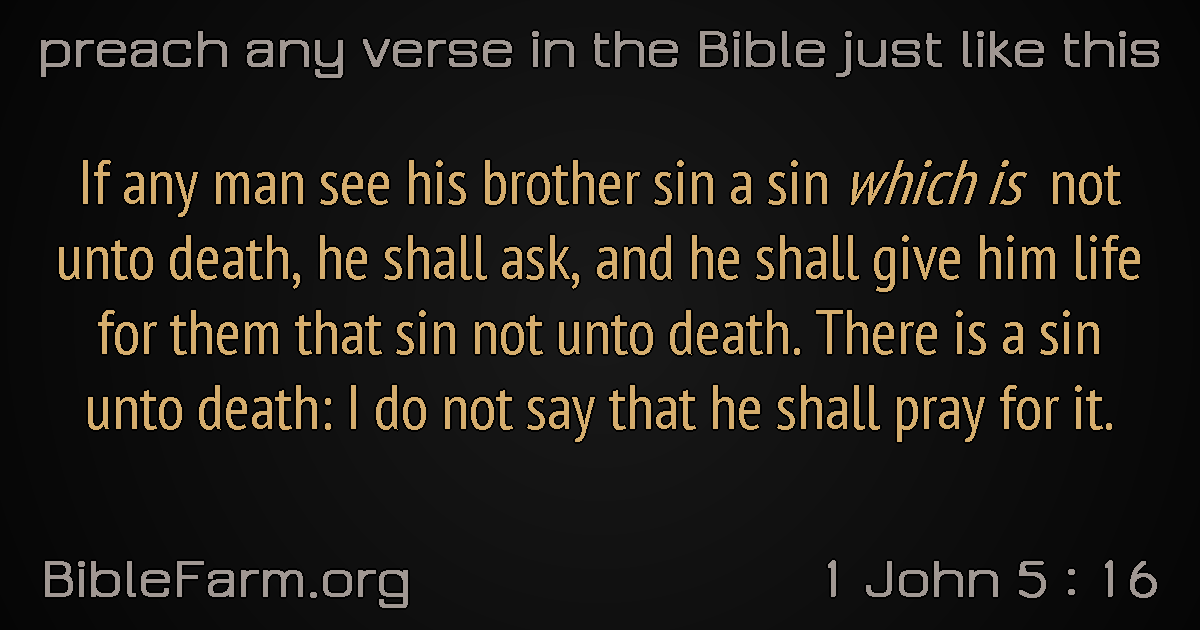 preach any verse in the Bible just like this
If any man see his brother sin a sin which is not
unto death, he shall ask, and he shall give him life
for them that sin not unto death. There is a sin
unto death: I do not say that he shall pray for it.
BibleFarm.org
1 John 5 : 16